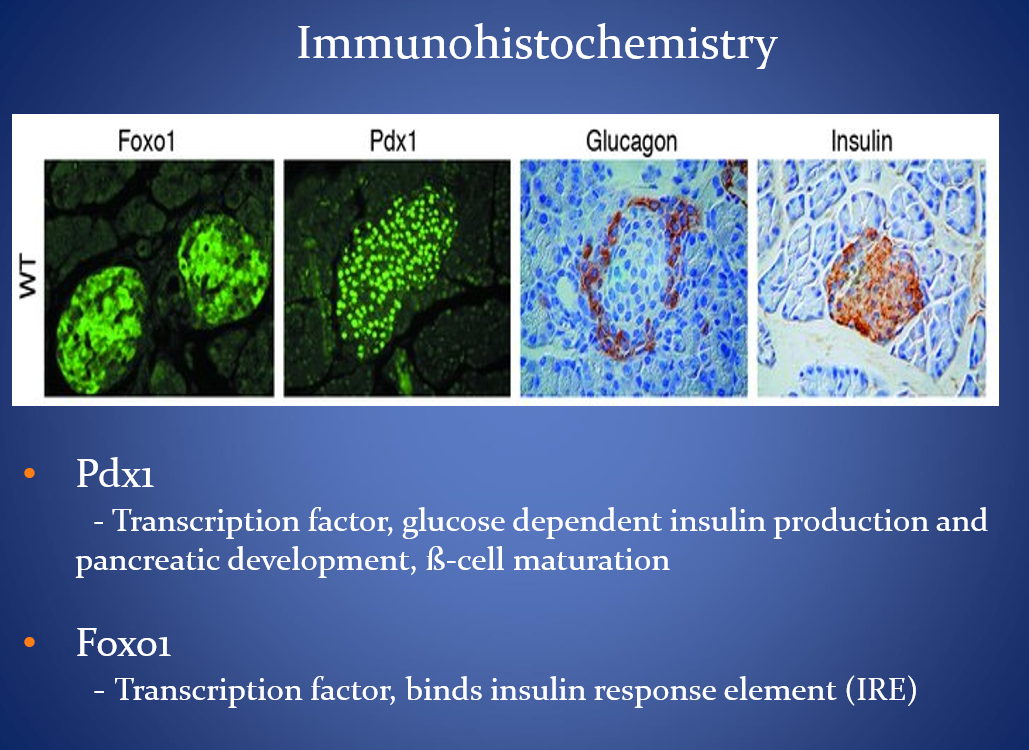 Immunohistochemistry
Foxo1 Pdx1 Glucagon Insulin
WT
• Pdx1
- Transcription factor, glucose dependent insulin production and
pancreatic development, ß-cell maturation
• Foxo1
- Transcription factor, binds insulin response element (IRE)